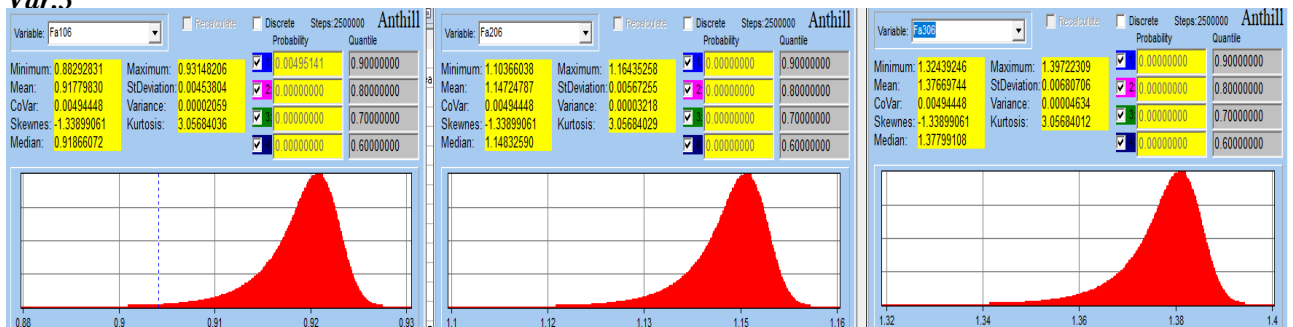 Var.3
Variable: Fa106 Recalculate Discrete Steps:2500000 Anthill
Probability Quantile
Minimum: 0.88292831 Maximum: 0.93148206 0.00495141 0.90000000
Mean: 0.91779830 StDeviation: 0.00453804 2: 0.00000000 0.80000000
CoVar: 0.00494448 Variance: 0.00002059 3: 0.00000000 0.70000000
Skewnes: -1.33899061 Kurtosis: 3.05684036
Median: 0.91866072 0.00000000 0.60000000
0.88 0.9 0.91 0.92 0.93
Variable: Fa206 Recalculate Discrete Steps:2500000 Anthill
Probability Quantile
Minimum: 1.10366038 Maximum: 1.16435258 0.00000000 0.90000000
Mean: 1.14724787 StDeviation: 0.00567255 2: 0.00000000 0.80000000
CoVar: 0.00494448 Variance: 0.00003218 3: 0.00000000 0.70000000
Skewnes: -1.33899061 Kurtosis: 3.05684029
Median: 1.14832590 0.00000000 0.60000000
1.1 1.12 1.13 1.15 1.16
Variable: Fa306 Recalculate Discrete Steps:2500000 Anthill
Probability Quantile
Minimum: 1.32439246 Maximum: 1.39722309 0.00000000 0.90000000
Mean: 1.37669744 StDeviation: 0.00680706 2: 0.00000000 0.80000000
CoVar: 0.00494448 Variance: 0.00004634 3: 0.00000000 0.70000000
Skewnes: -1.33899061 Kurtosis: 3.05684012
Median: 1.37799108 0.00000000 0.60000000
1.32 1.34 1.36 1.38 1.4